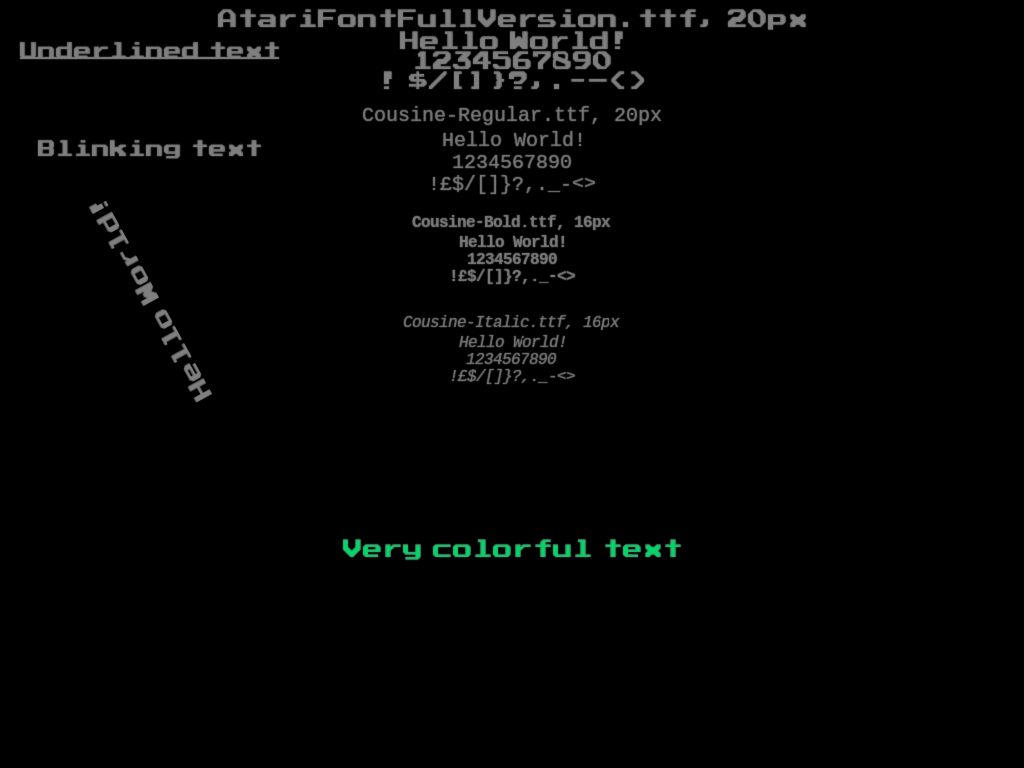 AtariFontFullVersion.ttf, 20px
Hello World!
1234567890
! $/[]}?,.--<>
Underlined text
Cousine-Regular.ttf, 20px
Hello World!
1234567890
!£$/[]}?,._-<>
Blinking text
Cousine-Bold.ttf, 16px
Hello World!
1234567890
!£$/[]}?,._-<>
Hello World!
Cousine-Italic.ttf, 16px
Hello World!
1234567890
!£$/[]}?,._-<>
Very colorful text